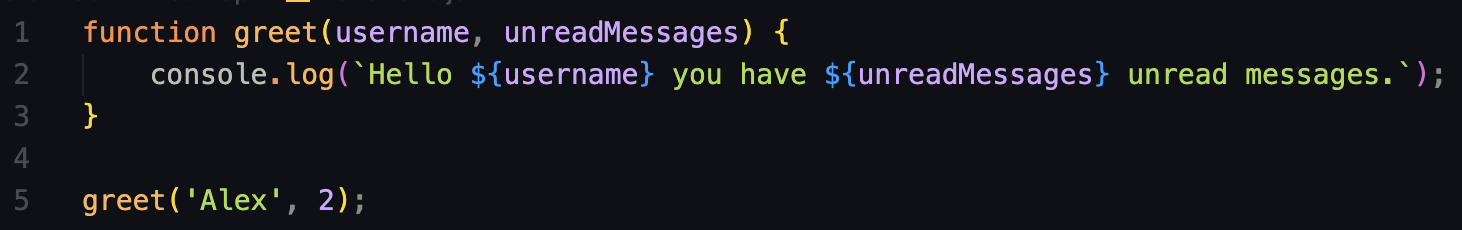 1 function greet(username, unreadMessages) {
2     console.log(`Hello ${username} you have ${unreadMessages} unread messages.`);
3 }
4
5 greet('Alex', 2);